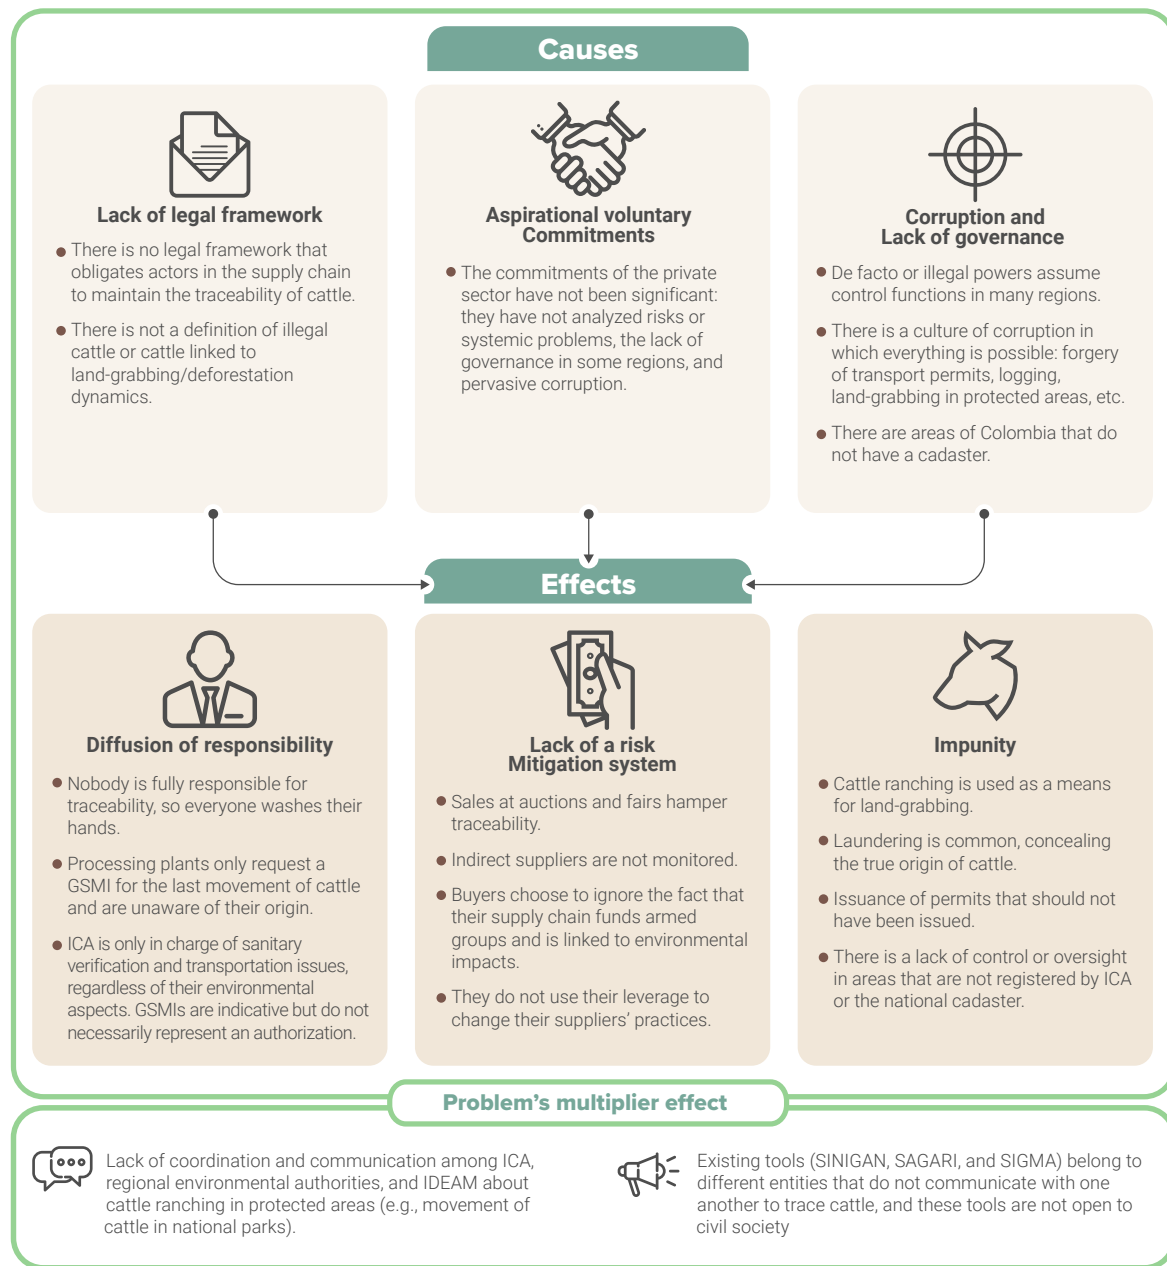 Causes
Lack of legal framework
There is no legal framework that
obligates actors in the supply chain
to maintain the traceability of cattle.
There is not a definition of illegal
cattle or cattle linked to
land-grabbing/deforestation
dynamics.
Aspirational voluntary
Commitments
The commitments of the private
sector have not been significant:
they have not analyzed risks or
systemic problems, the lack of
governance in some regions, and
pervasive corruption.
Corruption and
Lack of governance
De facto or illegal powers assume
control functions in many regions.
There is a culture of corruption in
which everything is possible: forgery
of transport permits, logging,
land-grabbing in protected areas, etc.
There are areas of Colombia that do
not have a cadaster.
Effects
Diffusion of responsibility
Nobody is fully responsible for
traceability, so everyone washes their
hands.
Processing plants only request a
GSMI for the last movement of cattle
and are unaware of their origin.
ICA is only in charge of sanitary
verification and transportation issues,
regardless of their environmental
aspects. GSMIs are indicative but do not
necessarily represent an authorization.
Lack of a risk
Mitigation system
Sales at auctions and fairs hamper
traceability.
Indirect suppliers are not monitored.
Buyers choose to ignore the fact that
their supply chain funds armed
groups and is linked to environmental
impacts.
They do not use their leverage to
change their suppliers’ practices.
Impunity
Cattle ranching is used as a means
for land-grabbing.
Laundering is common, concealing
the true origin of cattle.
Issuance of permits that should not
have been issued.
There is a lack of control or oversight
in areas that are not registered by ICA
or the national cadaster.
Problem’s multiplier effect
Lack of coordination and communication among ICA,
regional environmental authorities, and IDEAM about
cattle ranching in protected areas (e.g., movement of
cattle in national parks).
Existing tools (SINIGAN, SAGARI, and SIGMA) belong to
different entities that do not communicate with one
another to trace cattle, and these tools are not open to
civil society